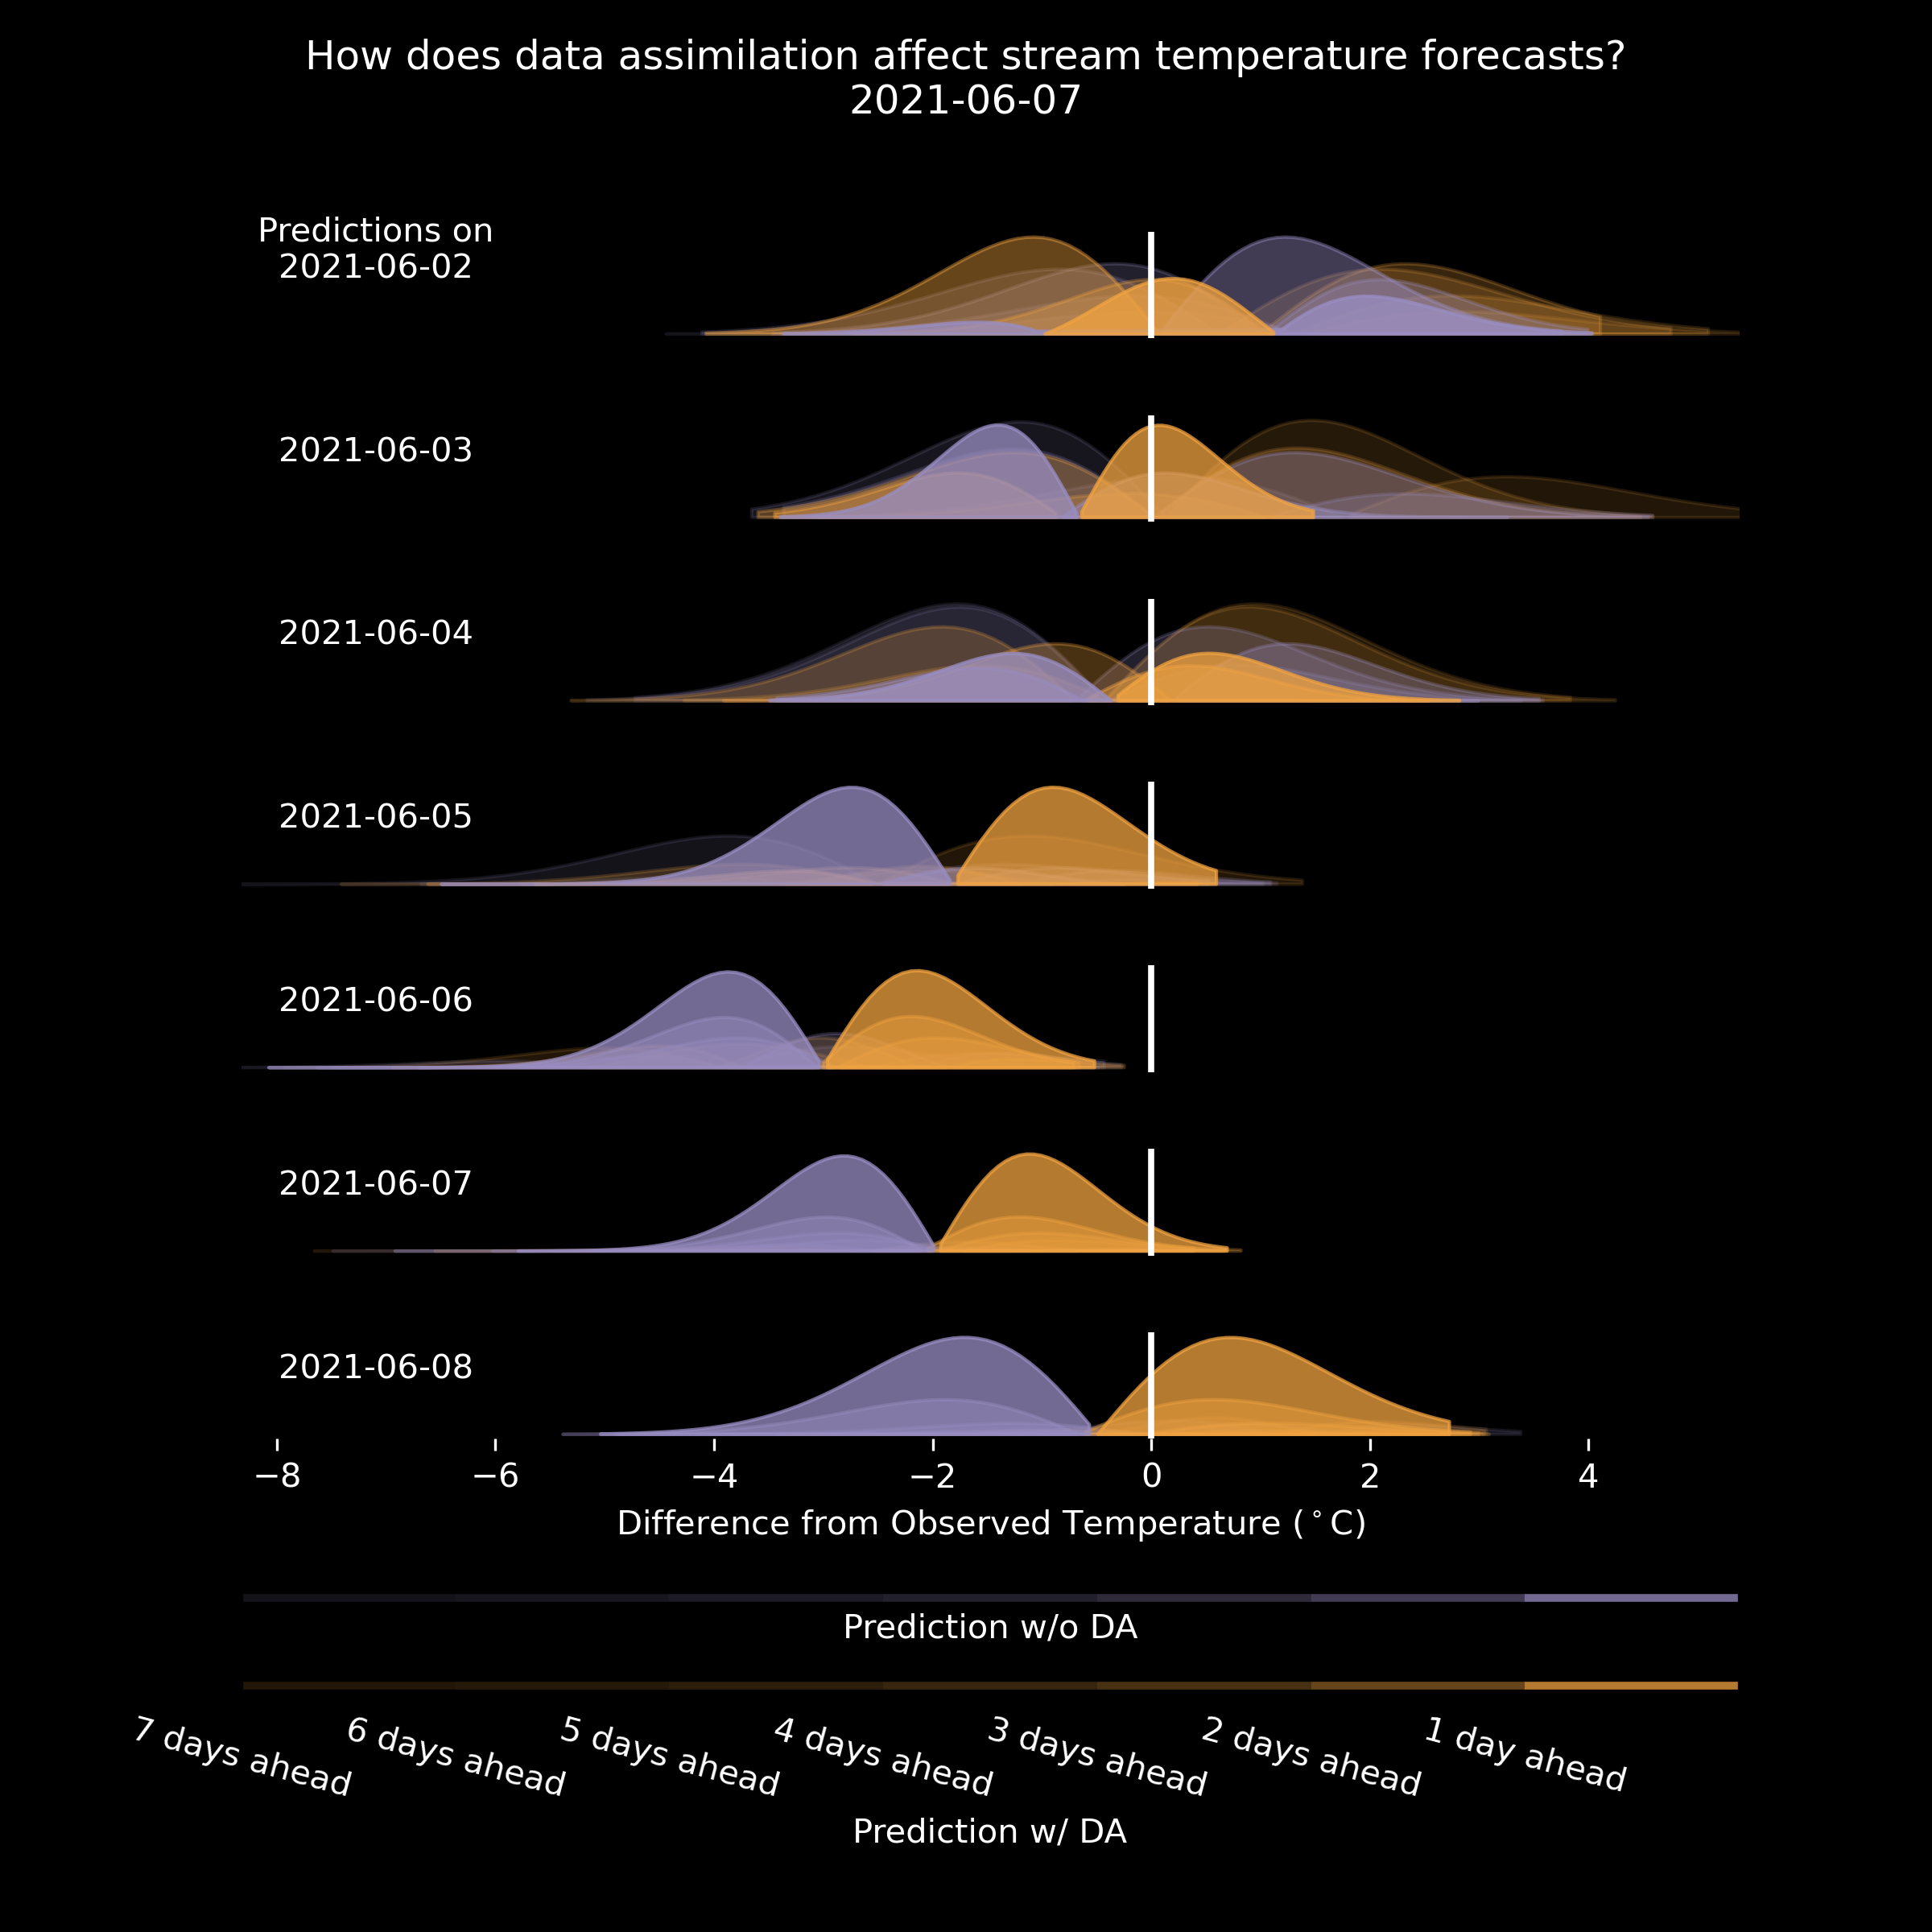 How does data assimilation affect stream temperature forecasts?
2021-06-07
Predictions on
2021-06-02
2021-06-03
2021-06-04
2021-06-05
2021-06-06
2021-06-07
2021-06-08
−8 −6 −4 −2 0 2 4
Difference from Observed Temperature (°C)
Prediction w/o DA
7 days ahead 6 days ahead 5 days ahead 4 days ahead 3 days ahead 2 days ahead 1 day ahead
Prediction w/ DA